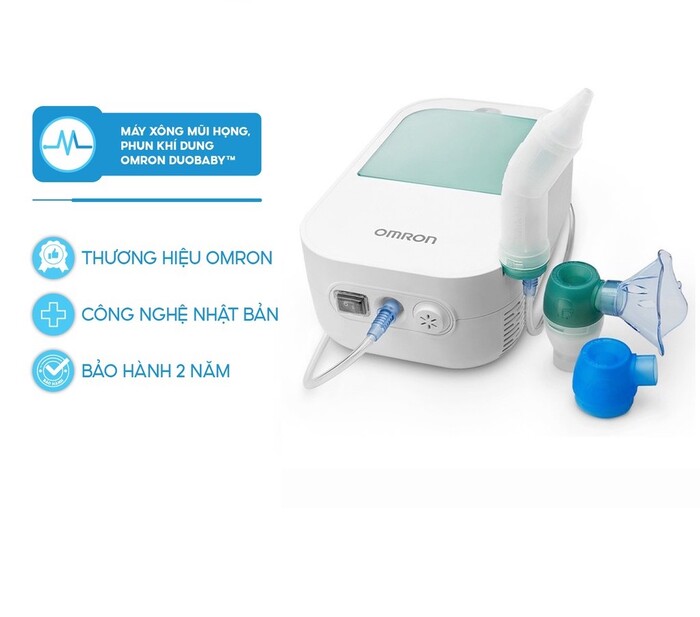 MÁY XÔNG MŨI HỌNG,
PHUN KHÍ DUNG
OMRON DUOBABY™
OMRON
THƯƠNG HIỆU OMRON
CÔNG NGHỆ NHẬT BẢN
BẢO HÀNH 2 NĂM